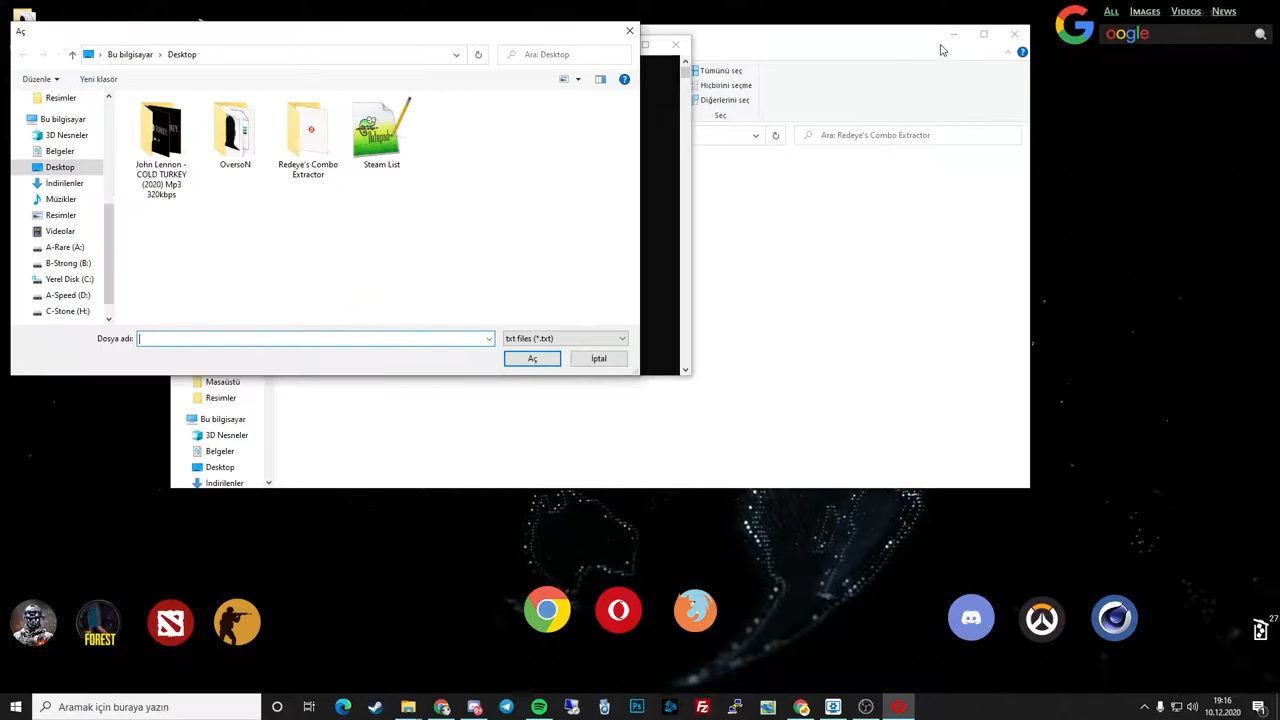 Aç
ALL IMAGES VIDEOS NEWS
oogle
Bu bilgisayar > Desktop
Ara: Desktop
Düzenle
Yeni klasör
Tümünü seç
Hiçbirini seçme
Diğerlerini seç
Seç
Ara: Redeye's Combo Extractor
Resimler
Bu bilgisayar
3D Nesneler
Belgeler
Desktop
İndirilenler
Müzikler
Resimler
Videolar
A-Rare (A:)
B-Strong (B:)
Yerel Disk (C:)
A-Speed (D:)
C-Stone (H:)
John Lennon -
COLD TURKEY
(2020) Mp3
320kbps
OversoN
Redeye's Combo
Extractor
Steam List
Dosya adı:
txt files (*.txt)
Aç
İptal
Masaüstü
Resimler
Bu bilgisayar
3D Nesneler
Belgeler
Desktop
İndirilenler
FOREST
27
Aramak için buraya yazın
19:16
10.12.2020